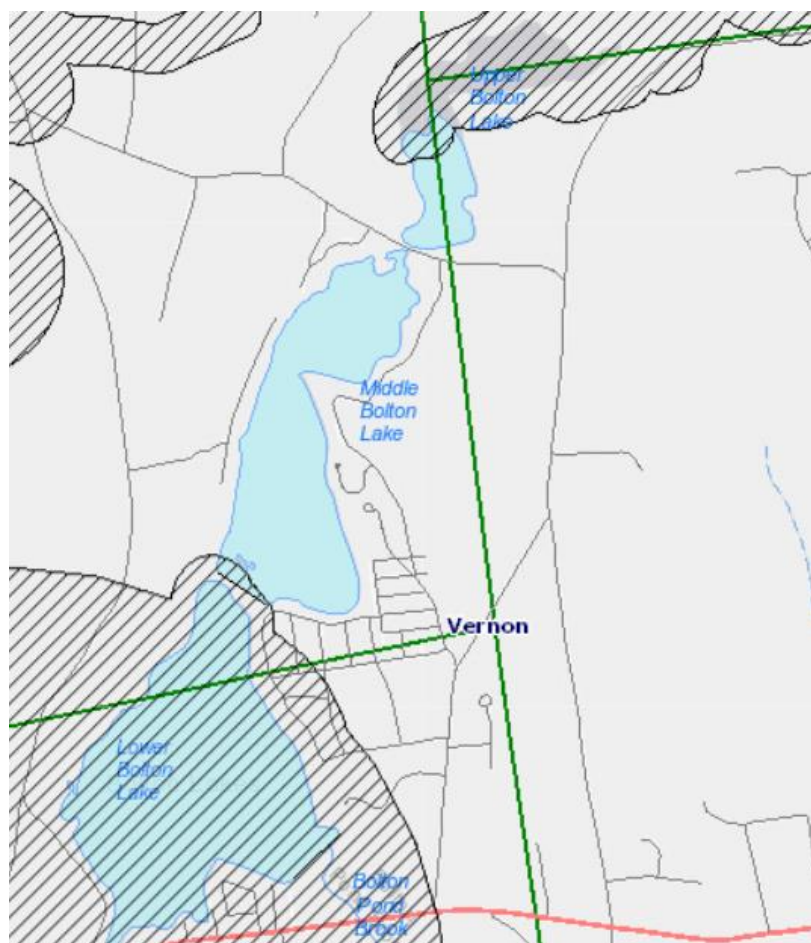 Upper
Bolton
Lake
Middle
Bolton
Lake
Vernon
Lower
Bolton
Lake
Bolton
Pond
Brook